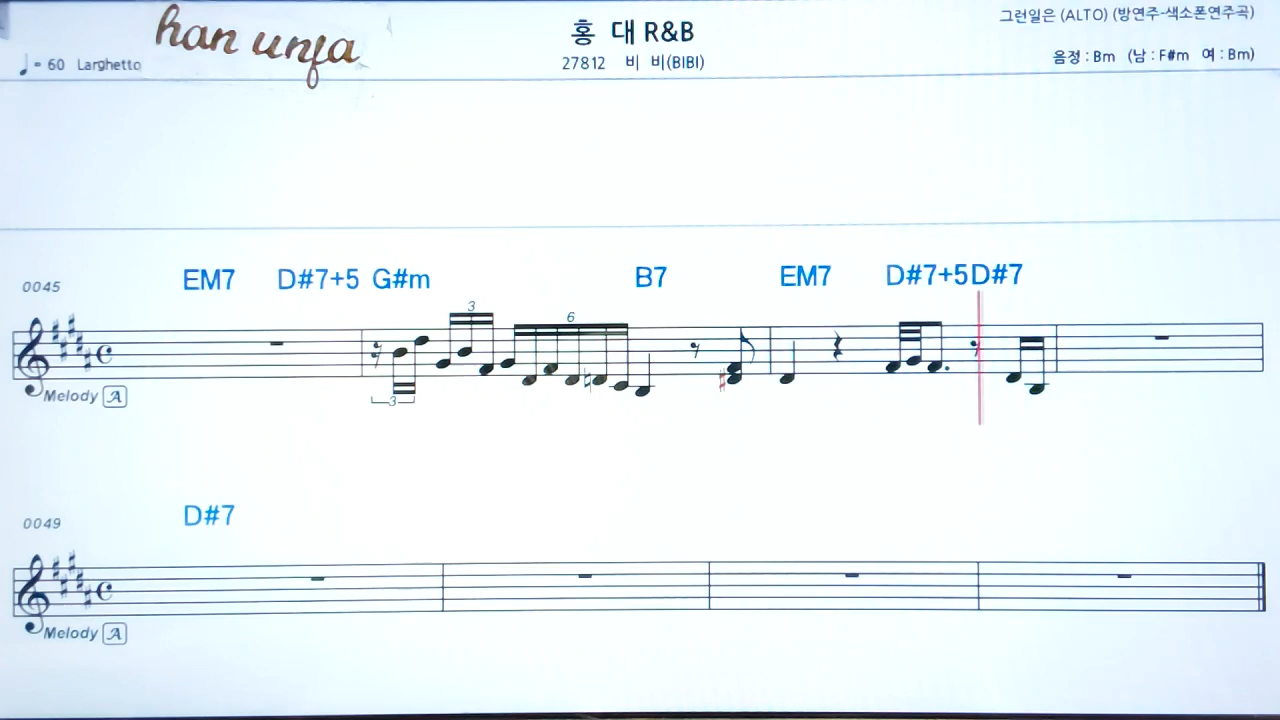 han unfa
홍 대 R&B
그런일은 (ALTO) (방연주-색소폰연주곡)
♩= 60 Larghetto
27812 비 비(BIBI)
음정 : Bm (남 : F#m 여 : Bm)
0045 EM7 D#7+5 G#m B7 EM7 D#7+5 D#7
3 6
Melody A 3
0049 D#7
Melody A